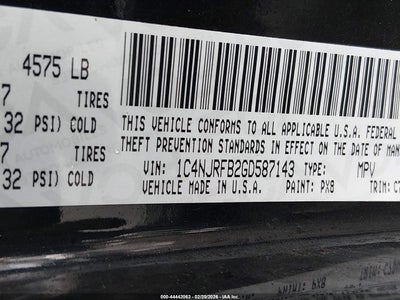 4575 LB
7 TIRES
32 PSI) COLD
7 TIRES
32 PSI) COLD
THIS VEHICLE CONFORMS TO ALL APPLICABLE U.S.A. FEDERAL
THEFT PREVENTION STANDARDS IN EFFECT ON THE DATE OF
VIN: 1C4NJRFB2GD587143 TYPE: MPV
VEHICLE MADE IN U.S.A. PAINT: PX8 TRIM:
00-44442063 - 02/20/2026 - IAA Inc.